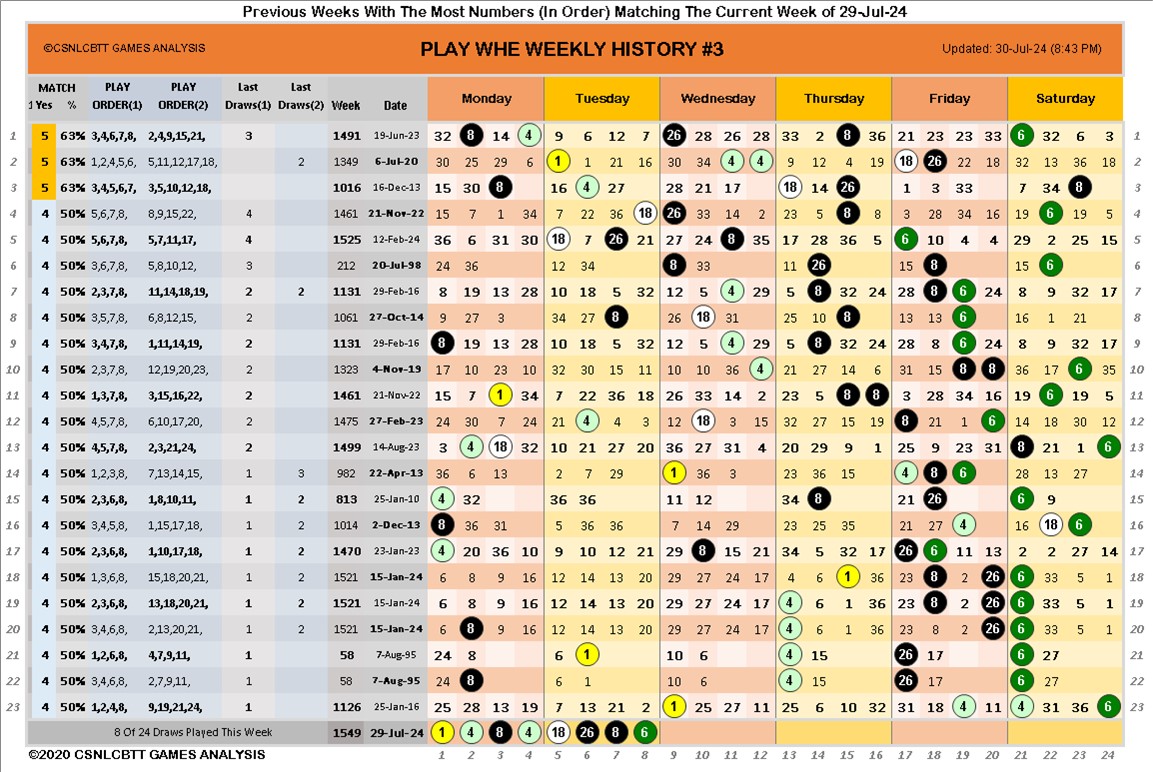 Previous Weeks With The Most Numbers (In Order) Matching The Current Week of 29-Jul-24
©CSNLCBTT GAMES ANALYSIS PLAY WHE WEEKLY HISTORY #3 Updated: 30-Jul-24 (8:43 PM)
MATCH PLAY PLAY Last Last
1 Yes % ORDER(1) ORDER(2) Draws(1) Draws(2) Week Date Monday Tuesday Wednesday Thursday Friday Saturday
1 5 63% 3,4,6,7,8, 2,4,9,15,21, 3 1491 19-Jun-23 32 8 14 4 9 6 12 7 26 28 26 28 33 2 8 36 21 23 23 33 6 32 6 3 1
2 5 63% 1,2,4,5,6, 5,11,12,17,18, 2 1349 6-Jul-20 30 25 29 6 1 1 21 16 30 34 4 4 9 12 4 19 18 26 22 18 32 13 36 18 2
3 5 63% 3,4,5,6,7, 3,5,10,12,18, 1016 16-Dec-13 15 30 8 16 4 27 28 21 17 18 14 26 1 3 33 7 34 8 3
4 4 50% 5,6,7,8, 8,9,15,22, 4 1461 21-Nov-22 15 7 1 34 7 22 36 18 26 33 14 2 23 5 8 8 3 28 34 16 19 6 19 5 4
5 4 50% 5,6,7,8, 5,7,11,17, 4 1525 12-Feb-24 36 6 31 30 18 7 26 21 27 24 8 35 17 28 36 5 6 10 4 4 29 2 25 15 5
6 4 50% 3,6,7,8, 5,8,10,12, 3 212 20-Jul-98 24 36 12 34 8 33 11 26 15 8 15 6 6
7 4 50% 2,3,7,8, 11,14,18,19, 2 2 1131 29-Feb-16 8 19 13 28 10 18 5 32 12 5 4 29 5 8 32 24 28 8 6 24 8 9 32 17 7
8 4 50% 3,5,7,8, 6,8,12,15, 2 1061 27-Oct-14 9 27 3 34 27 8 26 18 31 25 10 8 13 13 6 16 1 21 8
9 4 50% 3,4,7,8, 1,11,14,19, 2 1131 29-Feb-16 8 19 13 28 10 18 5 32 12 5 4 29 5 8 32 24 28 8 6 24 8 9 32 17 9
10 4 50% 2,3,7,8, 12,19,20,23, 2 1323 4-Nov-19 17 10 23 10 32 30 15 11 10 10 36 4 21 27 14 6 31 15 8 8 36 17 6 35 10
11 4 50% 1,3,7,8, 3,15,16,22, 2 1461 21-Nov-22 15 7 1 34 7 22 36 18 26 33 14 2 23 5 8 8 3 28 34 16 19 6 19 5 11
12 4 50% 4,5,7,8, 6,10,17,20, 2 1475 27-Feb-23 24 30 7 24 21 4 4 3 12 18 3 26 32 27 15 19 8 21 1 6 14 18 30 12 12
13 4 50% 4,5,7,8, 2,3,21,24, 2 1499 14-Aug-23 3 4 18 32 10 21 27 20 36 27 31 4 20 29 9 1 25 9 23 31 8 21 1 6 13
14 4 50% 1,2,3,8, 7,13,14,15, 1 3 982 22-Apr-13 36 6 13 2 7 29 1 36 3 23 36 15 4 8 6 28 13 27 14
15 4 50% 2,3,6,8, 1,8,10,11, 1 2 813 25-Jan-10 4 32 36 36 11 12 34 8 21 26 6 9 15
16 4 50% 3,4,5,8, 1,15,17,18, 1 2 1014 2-Dec-13 8 36 31 5 36 36 7 14 29 23 25 35 21 27 4 16 18 6 16
17 4 50% 2,3,6,8, 1,10,17,18, 1 2 1470 23-Jan-23 4 20 36 10 9 10 12 21 29 8 15 21 34 5 32 17 26 6 11 13 2 2 27 14 17
18 4 50% 1,3,6,8, 15,18,20,21, 1 2 1521 15-Jan-24 6 8 9 16 12 14 13 20 29 27 24 17 4 6 1 36 23 8 2 26 6 33 5 1 18
19 4 50% 2,3,6,8, 13,18,20,21, 1 2 1521 15-Jan-24 6 8 9 16 12 14 13 20 29 27 24 17 4 6 1 36 23 8 2 26 6 33 5 1 19
20 4 50% 3,4,6,8, 2,13,20,21, 1 2 1521 15-Jan-24 6 8 9 16 12 14 13 20 29 27 24 17 4 6 1 36 23 8 2 26 6 33 5 1 20
21 4 50% 1,2,6,8, 4,7,9,11, 1 58 7-Aug-95 24 8 6 1 10 6 4 15 26 17 6 27 21
22 4 50% 3,4,6,8, 2,7,9,11, 1 58 7-Aug-95 24 8 6 1 10 6 4 15 26 17 6 27 22
23 4 50% 1,2,4,8, 9,19,21,24, 1 1126 25-Jan-16 25 28 13 19 7 13 21 2 1 25 27 11 25 6 10 32 31 18 4 11 4 31 36 6 23
8 Of 24 Draws Played This Week 1549 29-Jul-24 1 4 8 4 18 26 8 6
©2020 CSNLCBTT GAMES ANALYSIS 1 2 3 4 5 6 7 8 9 10 11 12 13 14 15 16 17 18 19 20 21 22 23 24